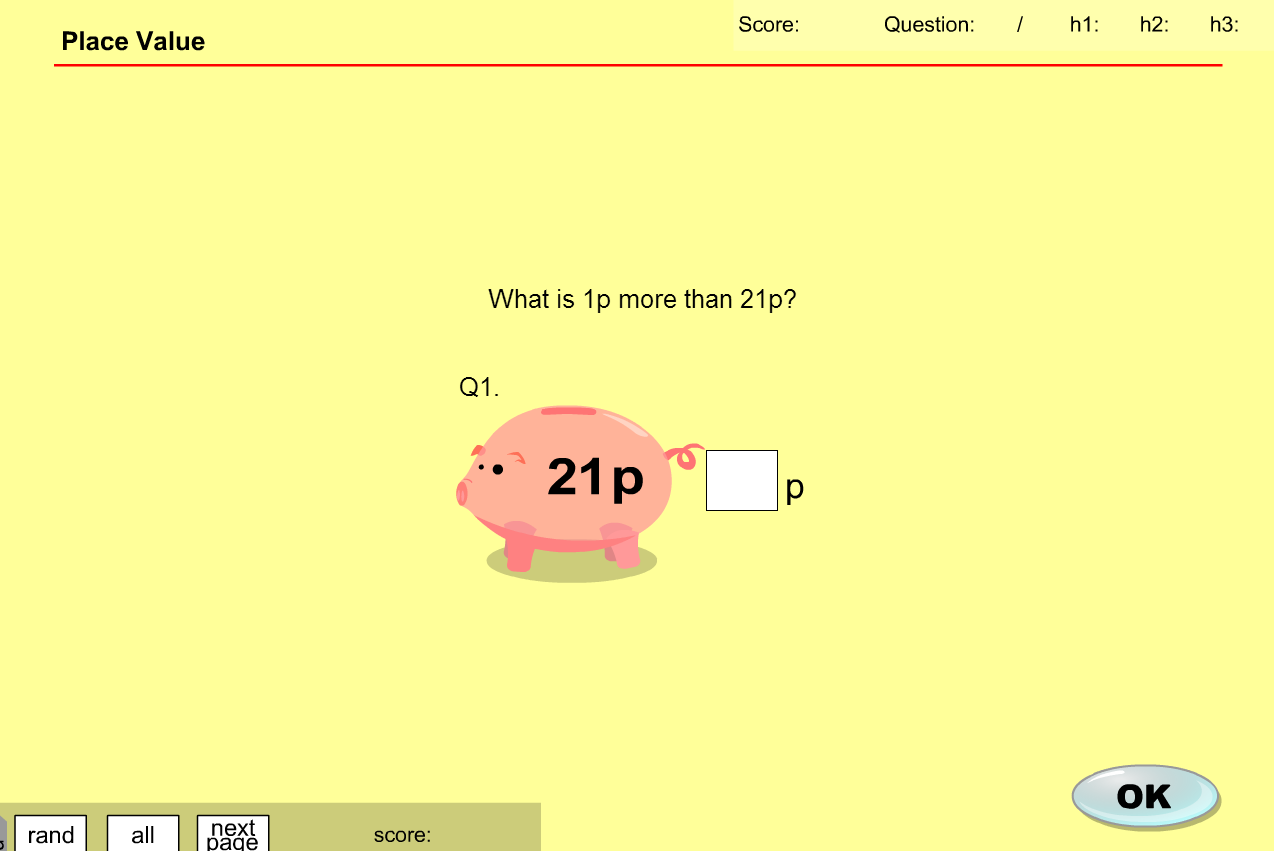 Place Value
Score: Question: / h1: h2: h3:
What is 1p more than 21p?
Q1.
21p
p
OK
rand all next page score: